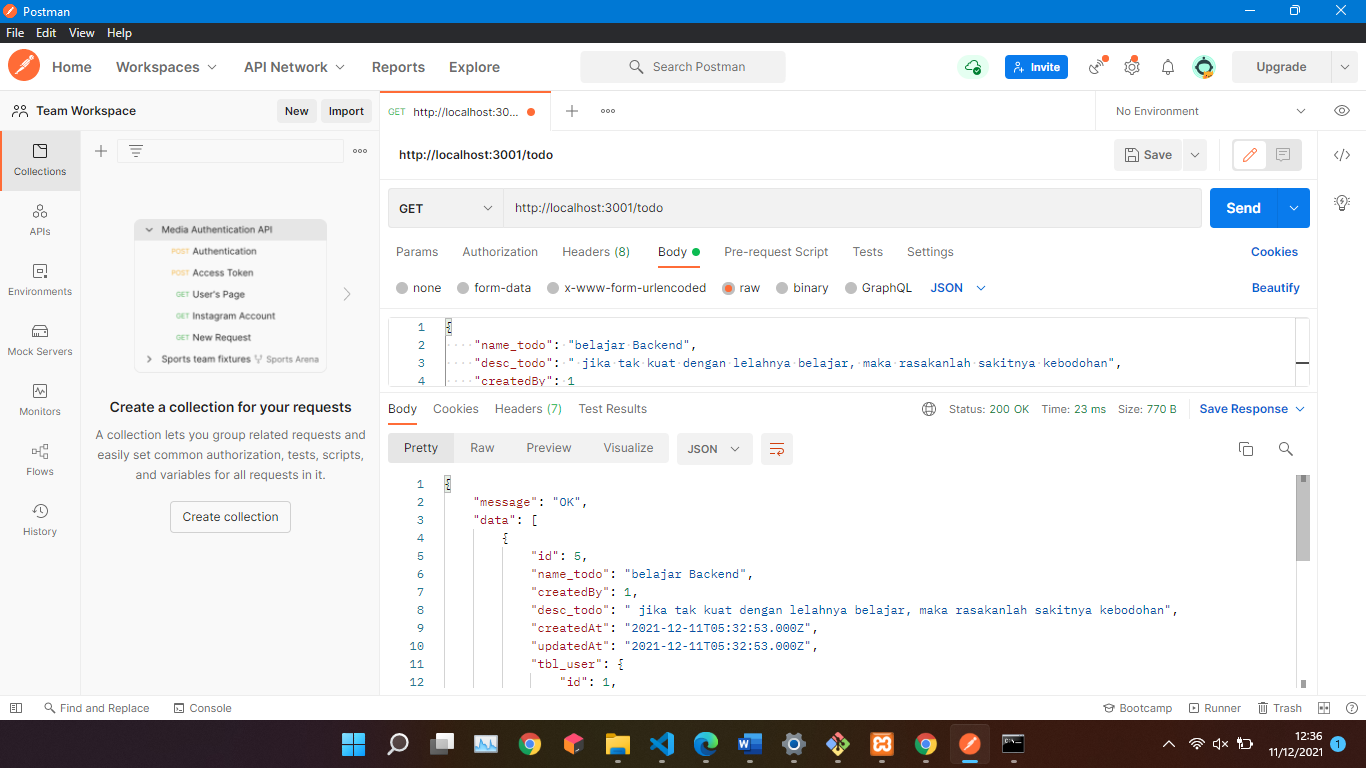 Postman
File Edit View Help
Home Workspaces API Network Reports Explore Search Postman Invite Upgrade
Team Workspace New Import GET http://localhost:30... No Environment
Collections
APIs
Environments
Mock Servers
Monitors
Flows
History
Media Authentication API
POST Authentication
POST Access Token
GET User's Page
GET Instagram Account
GET New Request
Sports team fixtures Sports Arena
Create a collection for your requests
A collection lets you group related requests and
easily set common authorization, tests, scripts,
and variables for all requests in it.
Create collection
http://localhost:3001/todo Save
GET http://localhost:3001/todo Send
Params Authorization Headers (8) Body Pre-request Script Tests Settings Cookies
none form-data x-www-form-urlencoded raw binary GraphQL JSON Beautify
1 {
2 "name_todo": "belajar Backend",
3 "desc_todo": " jika tak kuat dengan lelahnya belajar, maka rasakanlah sakitnya kebodohan",
4 "createdBy": 1
Body Cookies Headers (7) Test Results Status: 200 OK Time: 23 ms Size: 770 B Save Response
Pretty Raw Preview Visualize JSON
1 {
2 "message": "OK",
3 "data": [
4 {
5 "id": 5,
6 "name_todo": "belajar Backend",
7 "createdBy": 1,
8 "desc_todo": " jika tak kuat dengan lelahnya belajar, maka rasakanlah sakitnya kebodohan",
9 "createdAt": "2021-12-11T05:32:53.000Z",
10 "updatedAt": "2021-12-11T05:32:53.000Z",
11 "tbl_user": {
12 "id": 1,
Find and Replace Console Bootcamp Runner Trash
12:36
11/12/2021 1